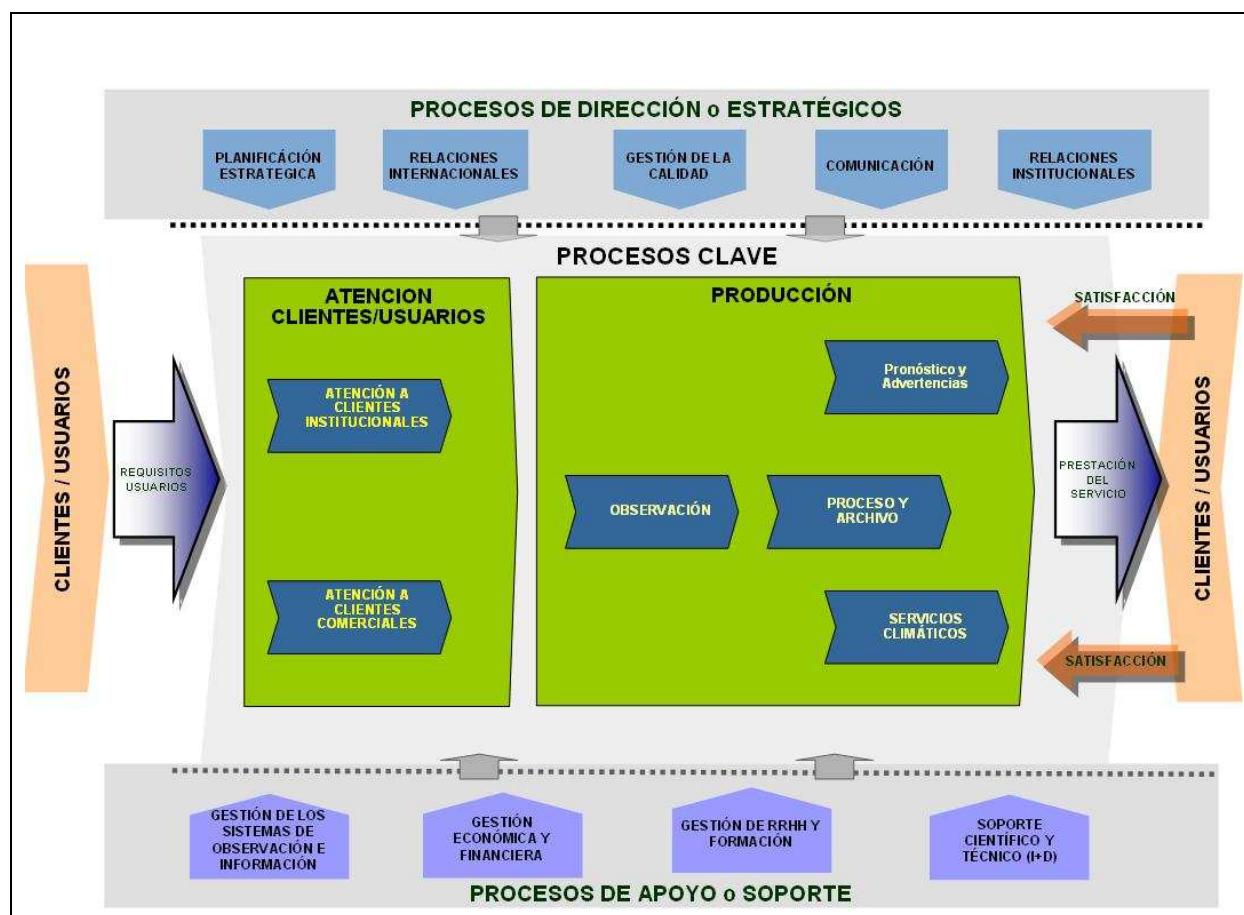 PROCESOS DE DIRECCIÓN o ESTRATÉGICOS
PLANIFICÁCIÓN
ESTRATEGICA
RELACIONES
INTERNACIONALES
GESTIÓN DE LA
CALIDAD
COMUNICACIÓN
RELACIONES
INSTITUCIONALES
PROCESOS CLAVE
CLIENTES / USUARIOS
REQUISITOS
USUARIOS
ATENCION
CLIENTES/USUARIOS
ATENCIÓN A
CLIENTES
INSTITUCIONALES
ATENCIÓN A
CLIENTES
COMERCIALES
PRODUCCIÓN
Pronóstico y
Advertencias
OBSERVACIÓN
PROCESO Y
ARCHIVO
SERVICIOS
CLIMÁTICOS
SATISFACCIÓN
PRESTACIÓN
DEL
SERVICIO
SATISFACCIÓN
CLIENTES / USUARIOS
GESTIÓN DE LOS
SISTEMAS DE
OBSERVACIÓN E
INFORMACIÓN
GESTIÓN
ECONÓMICA Y
FINANCIERA
GESTIÓN DE RRHH Y
FORMACIÓN
SOPORTE
CIENTÍFICO Y
TÉCNICO (I+D)
PROCESOS DE APOYO o SOPORTE